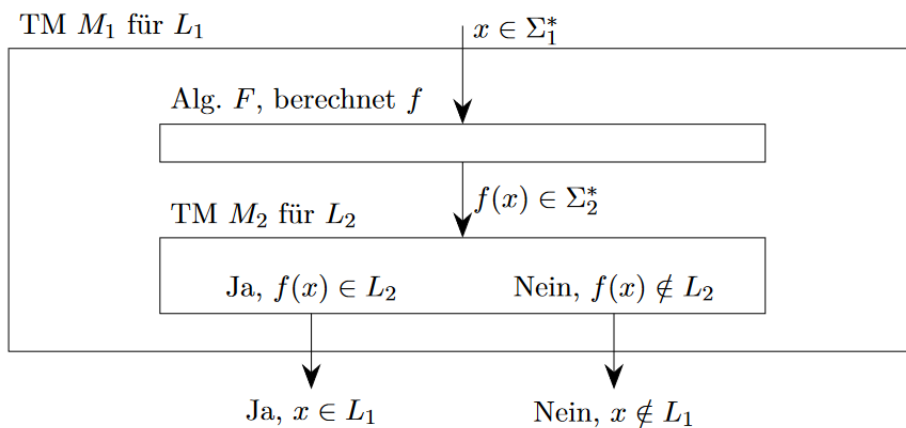 TM M₁ für L₁
x ∈ Σ₁*
Alg. F, berechnet f
f(x) ∈ Σ₂*
TM M₂ für L₂
Ja, f(x) ∈ L₂
Nein, f(x) ∉ L₂
Ja, x ∈ L₁
Nein, x ∉ L₁